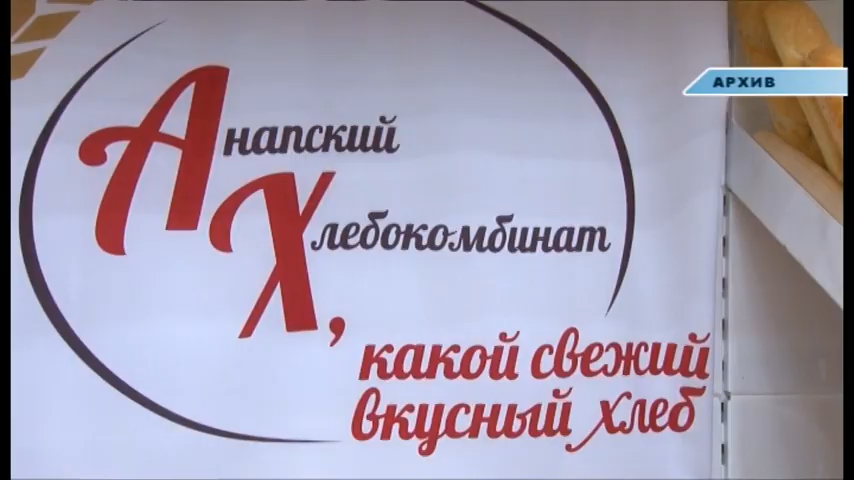 АРХИВ
Анапский
Хлебокомбинат
, какой свежий
вкусный хлеб